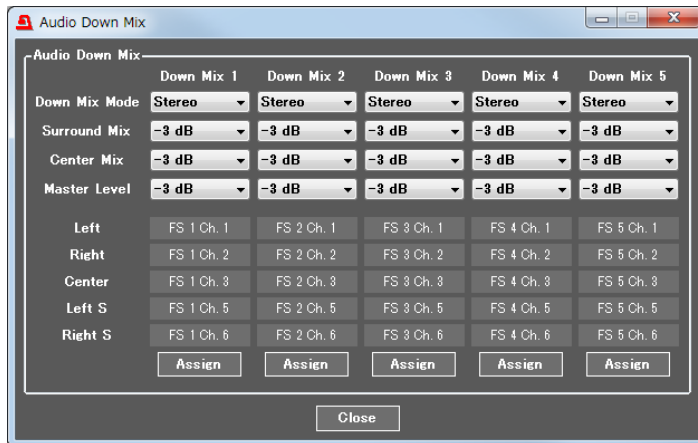 Audio Down Mix
Audio Down Mix
Down Mix 1 Down Mix 2 Down Mix 3 Down Mix 4 Down Mix 5
Down Mix Mode Stereo Stereo Stereo Stereo Stereo
Surround Mix -3 dB -3 dB -3 dB -3 dB -3 dB
Center Mix -3 dB -3 dB -3 dB -3 dB -3 dB
Master Level -3 dB -3 dB -3 dB -3 dB -3 dB
Left FS 1 Ch. 1 FS 2 Ch. 1 FS 3 Ch. 1 FS 4 Ch. 1 FS 5 Ch. 1
Right FS 1 Ch. 2 FS 2 Ch. 2 FS 3 Ch. 2 FS 4 Ch. 2 FS 5 Ch. 2
Center FS 1 Ch. 3 FS 2 Ch. 3 FS 3 Ch. 3 FS 4 Ch. 3 FS 5 Ch. 3
Left S FS 1 Ch. 5 FS 2 Ch. 5 FS 3 Ch. 5 FS 4 Ch. 5 FS 5 Ch. 5
Right S FS 1 Ch. 6 FS 2 Ch. 6 FS 3 Ch. 6 FS 4 Ch. 6 FS 5 Ch. 6
Assign Assign Assign Assign Assign
Close